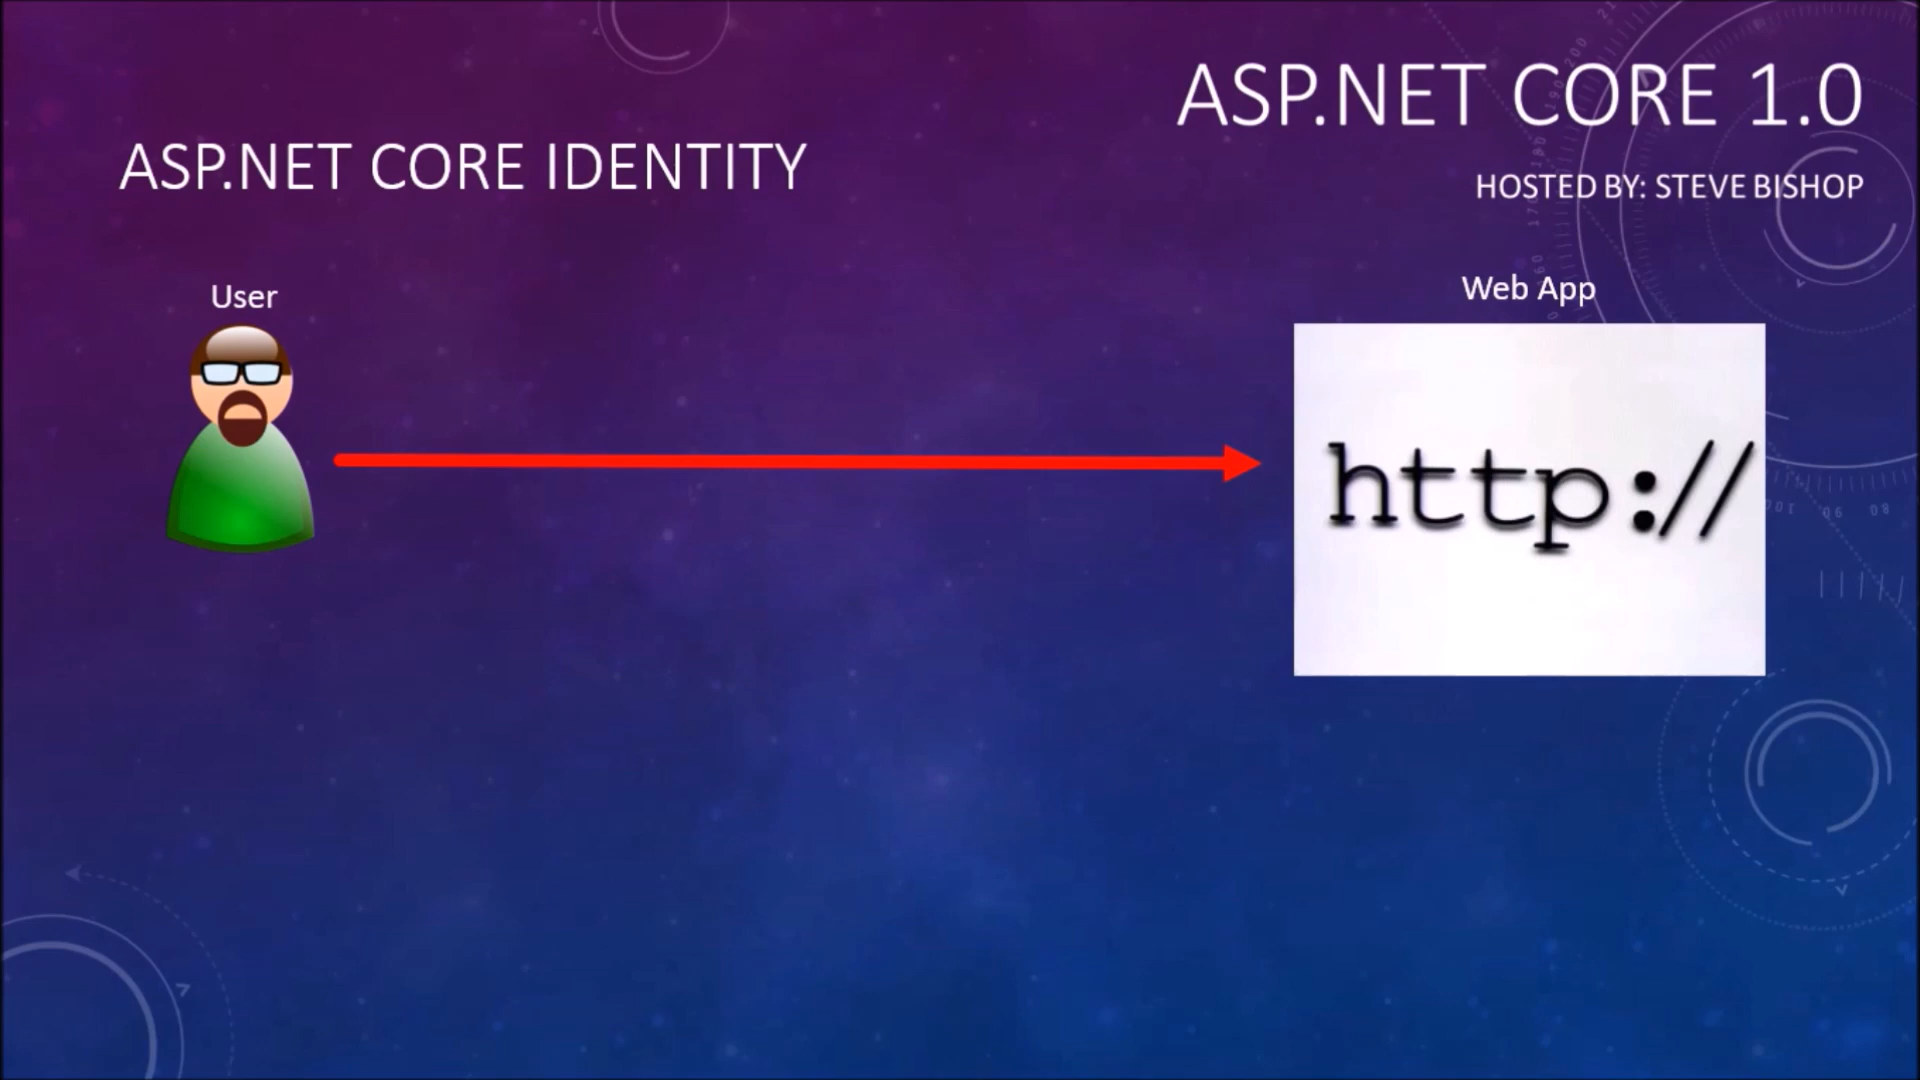 ASP.NET CORE 1.0
HOSTED BY: STEVE BISHOP
ASP.NET CORE IDENTITY
User
Web App
http://